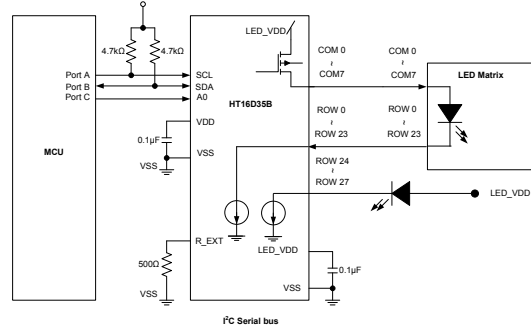 LED_VDD
4.7kΩ
4.7kΩ
COM 0
~
COM7
COM 0
~
COM7
LED Matrix
Port A
SCL
Port B
SDA
Port C
A0
HT16D35B
ROW 0
~
ROW 23
ROW 0
~
ROW 23
MCU
VDD
0.1μF
VSS
VSS
ROW 24
~
ROW 27
LED_VDD
R_EXT
500Ω
LED_VDD
0.1μF
VSS
VSS
I²C Serial bus